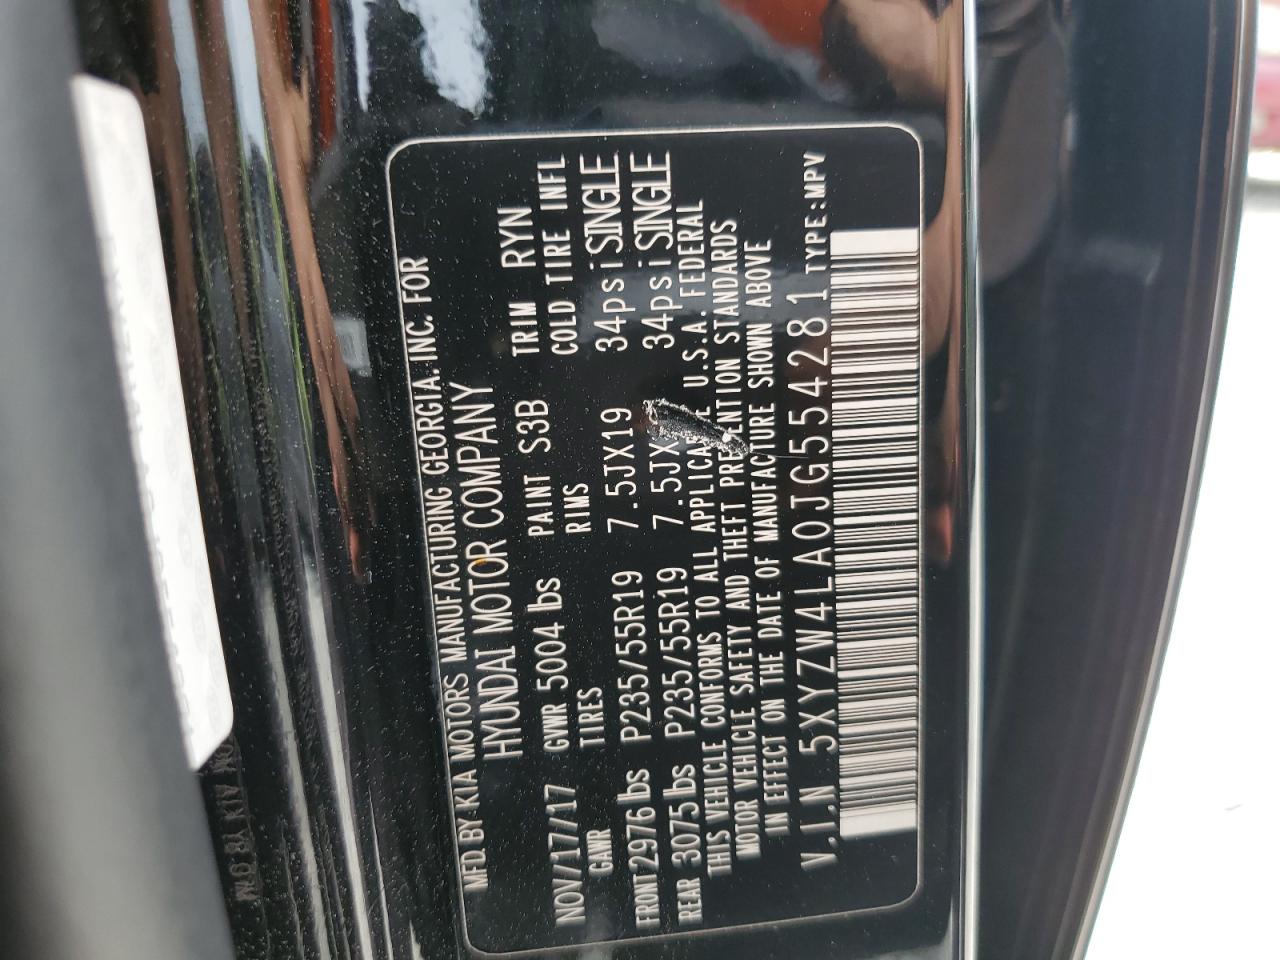 MFD.BY KIA MOTORS MANUFACTURING GEORGIA.INC. FOR
HYUNDAI MOTOR COMPANY
NOV/17/17 GVWR 5004 lbs PAINT S3B TRIM RYN
GAWR TIRES RIMS COLD TIRE INFL
FRONT 2976 lbs P235/55R19 7.5JX19 34psi SINGLE
REAR 3075 lbs P235/55R19 7.5JX 34psi SINGLE
THIS VEHICLE CONFORMS TO ALL U.S.A. FEDERAL
MOTOR VEHICLE SAFETY AND THEFT STANDARDS
IN EFFECT ON THE DATE OF MANUFACTURE SHOWN ABOVE
V.I.N 5XYZW4LA0JG554281 TYPE:MPV